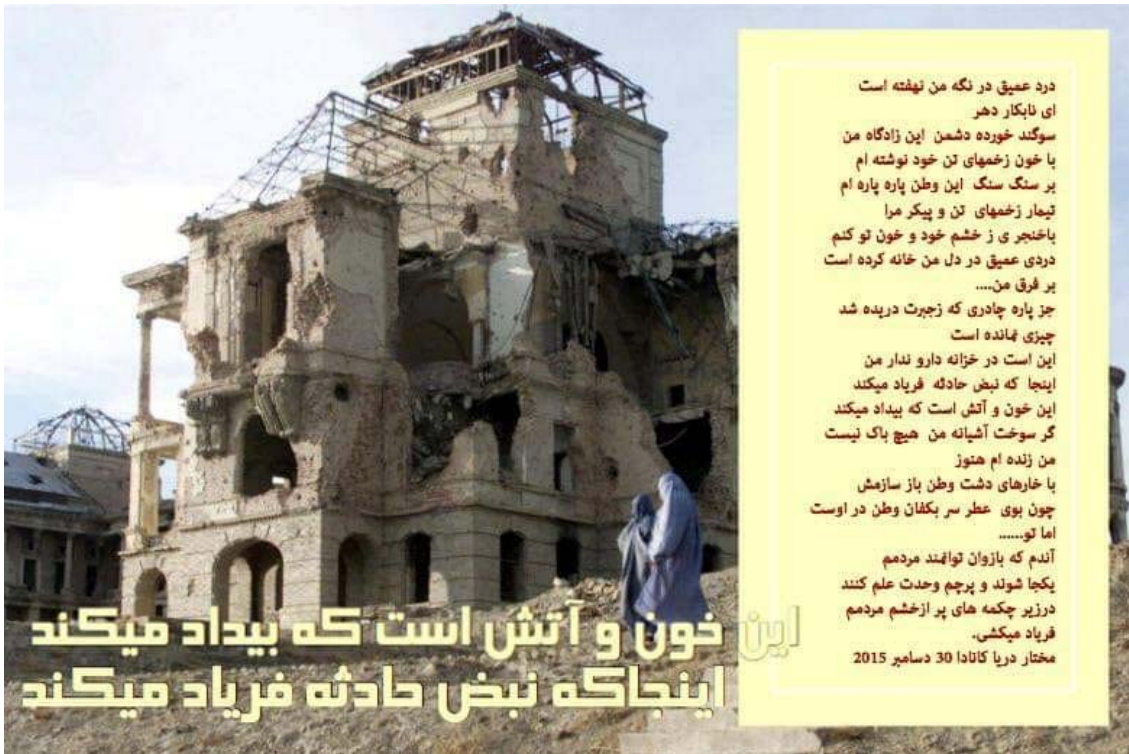 درد عمیق در نگه من نهفته است
ای نابکار دهر
سوگند خورده دشمن این زادگاه من
با خون زخمهای تن خود نوشته ام
بر سنگ سنگ این وطن پاره پاره ام
تیمار زخمهای تن و پیکر مرا
باخنجر ی ز خشم خود و خون تو کنم
دردی عمیق در دل من خانه کرده است
بر فرق من....
جز پاره چادری که زجبرت دریده شد
چیزی نمانده است
این است در خزانه دارو ندار من
اینجا که نبض حادثه فریاد میکند
این خون و آتش است که بیداد میکند
گر سوخت آشیانه من هیچ باک نیست
من زنده ام هنوز
با خارهای دشت وطن باز سازمش
چون بوی عطر سر بکفان وطن در اوست
اما تو......
آندم که بازوان توانمند مردمم
یکجا شوند و پرچم وحدت علم کنند
درزیر چکمه های پر ازخشم مردمم
فریاد میکشی.
مختار دریا کانادا 30 دسامبر 2015
این خون و آتش است که بیداد میکند
اینجاکه نبض حادثه فریاد میکند